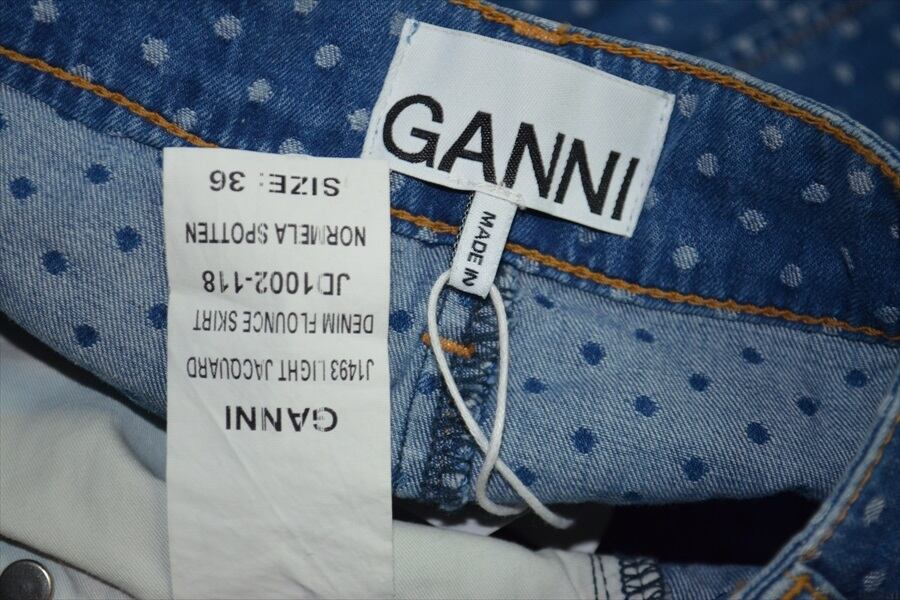 GANNI
MADE IN
GANNI
J1493 LIGHT JACQUARD
DENIM FLOUNCE SKIRT
JD1002-118
NORMELA SPOTTEN
SIZE: 36